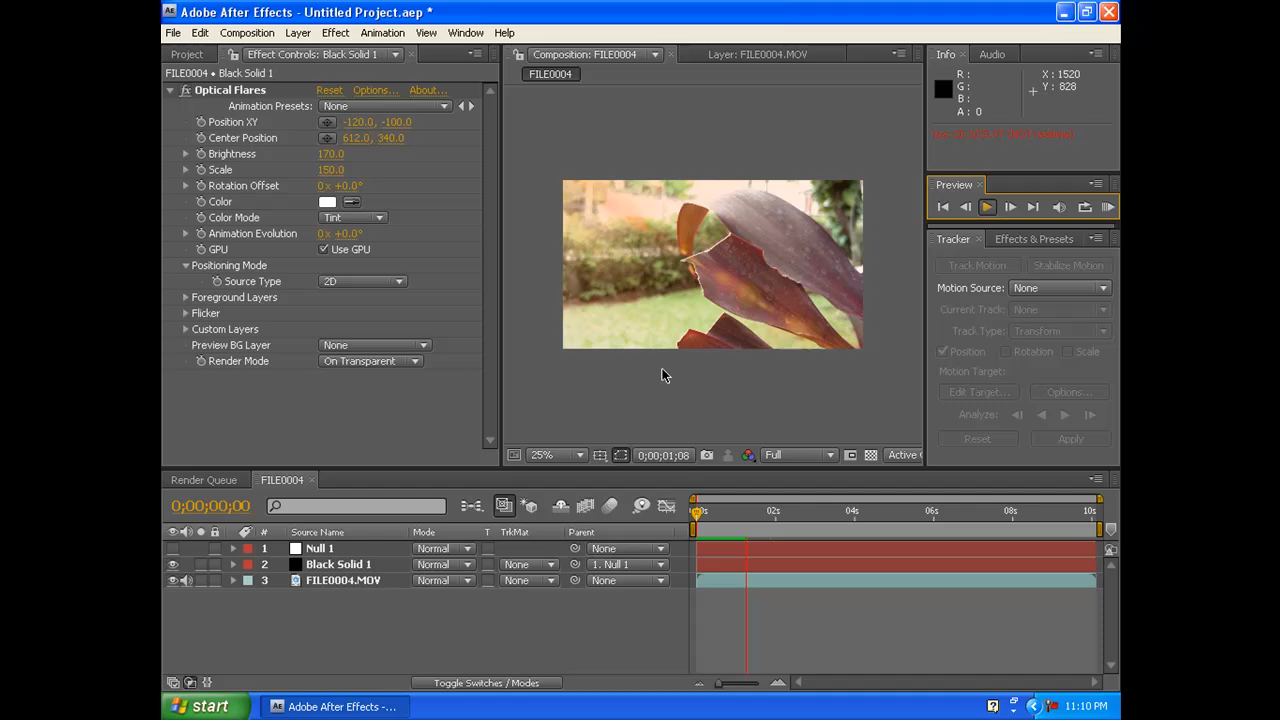 Adobe After Effects - Untitled Project.aep *
File Edit Composition Layer Effect Animation View Window Help
Project Effect Controls: Black Solid 1
FILE0004 • Black Solid 1
Optical Flares Reset Options... About...
Animation Presets: None
Position XY -120.0, -100.0
Center Position 612.0, 340.0
Brightness 170.0
Scale 150.0
Rotation Offset 0 x +0.0°
Color
Color Mode Tint
Animation Evolution 0 x +0.0°
GPU Use GPU
Positioning Mode
Source Type 2D
Foreground Layers
Flicker
Custom Layers
Preview BG Layer None
Render Mode On Transparent
Composition: FILE0004 Layer: FILE0004.MOV
FILE0004
25% 0;00;01;08 Full Active
Info Audio
R : X : 1520
G : Y : 828
B :
A : 0
Preview
Tracker Effects & Presets
Track Motion Stabilize Motion
Motion Source: None
Current Track: None
Track Type: Transform
Position Rotation Scale
Motion Target:
Edit Target... Options...
Analyze:
Reset Apply
Render Queue FILE0004
0;00;00;00
02s 04s 06s 08s 10s
# Source Name Mode T TrkMat Parent
1 Null 1 Normal None
2 Black Solid 1 Normal None 1. Null 1
3 FILE0004.MOV Normal None None
Toggle Switches / Modes
start Adobe After Effects -... 11:10 PM